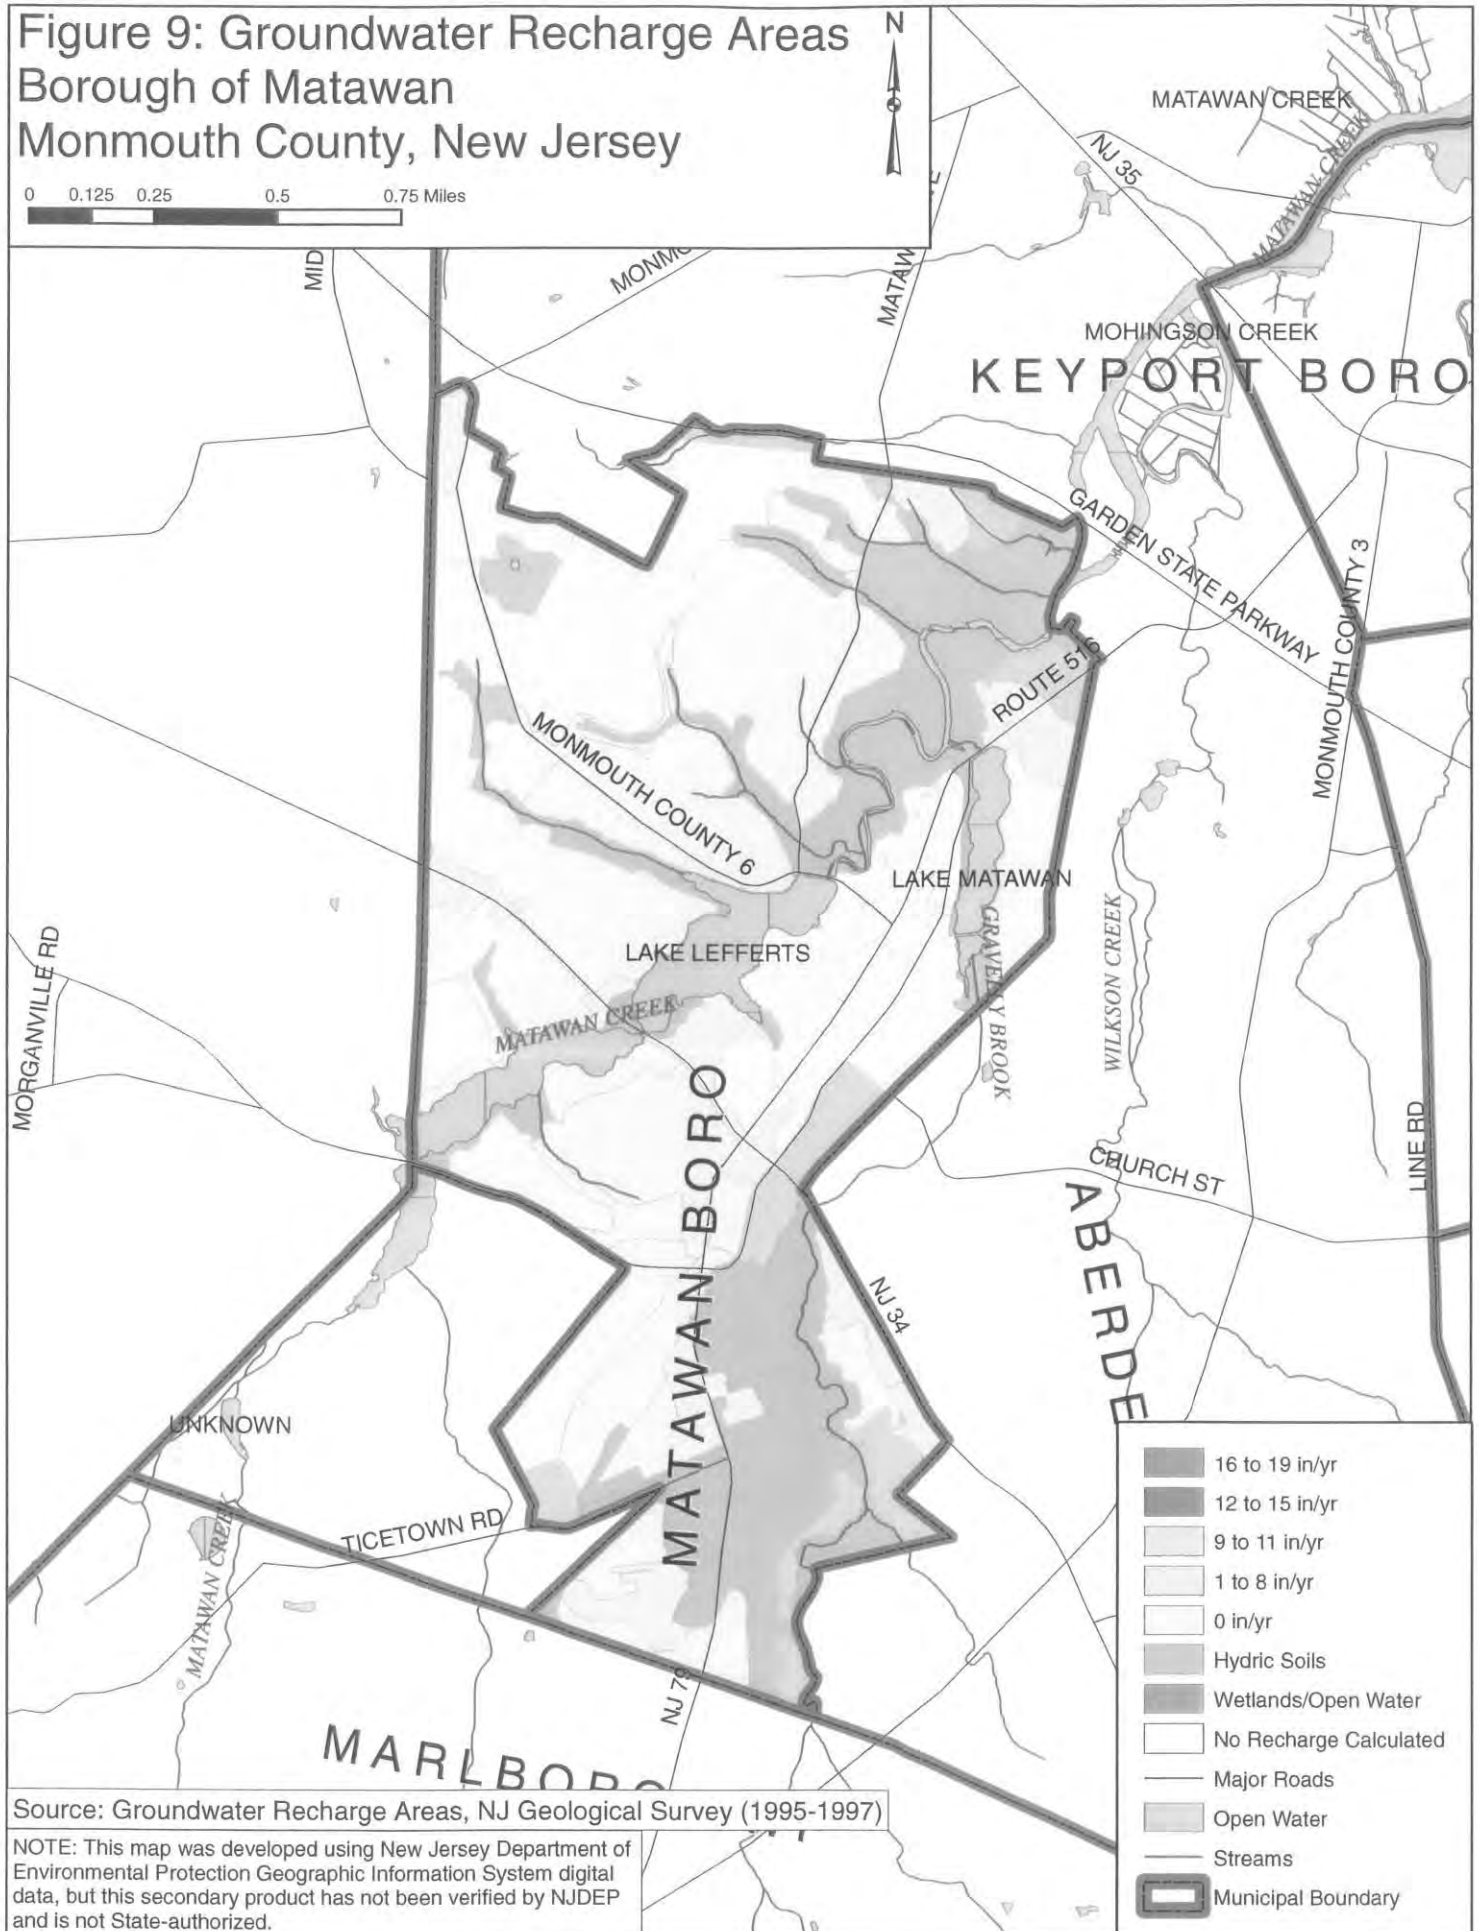 Figure 9: Groundwater Recharge Areas
Borough of Matawan
Monmouth County, New Jersey
N
0 0.125 0.25 0.5 0.75 Miles
MATAWAN CREEK
MATAWAN CREEK
NJ 35
MID
MONMO
MATAW
MOHINGSON CREEK
KEYPORT BORO
GARDEN STATE PARKWAY
MONMOUTH COUNTY 3
ROUTE 516
MONMOUTH COUNTY 6
LAKE MATAWAN
GRAVELLY BROOK
WILKSON CREEK
LAKE LEFFERTS
MATAWAN CREEK
MORGANVILLE RD
MATAWAN BORO
CHURCH ST
LINE RD
ABERDE
NJ 34
UNKNOWN
MATAWAN CREEK
TICETOWN RD
NJ 79
MARLBORO
16 to 19 in/yr
12 to 15 in/yr
9 to 11 in/yr
1 to 8 in/yr
0 in/yr
Hydric Soils
Wetlands/Open Water
No Recharge Calculated
Major Roads
Open Water
Streams
Municipal Boundary
Source: Groundwater Recharge Areas, NJ Geological Survey (1995-1997)
NOTE: This map was developed using New Jersey Department of
Environmental Protection Geographic Information System digital
data, but this secondary product has not been verified by NJDEP
and is not State-authorized.